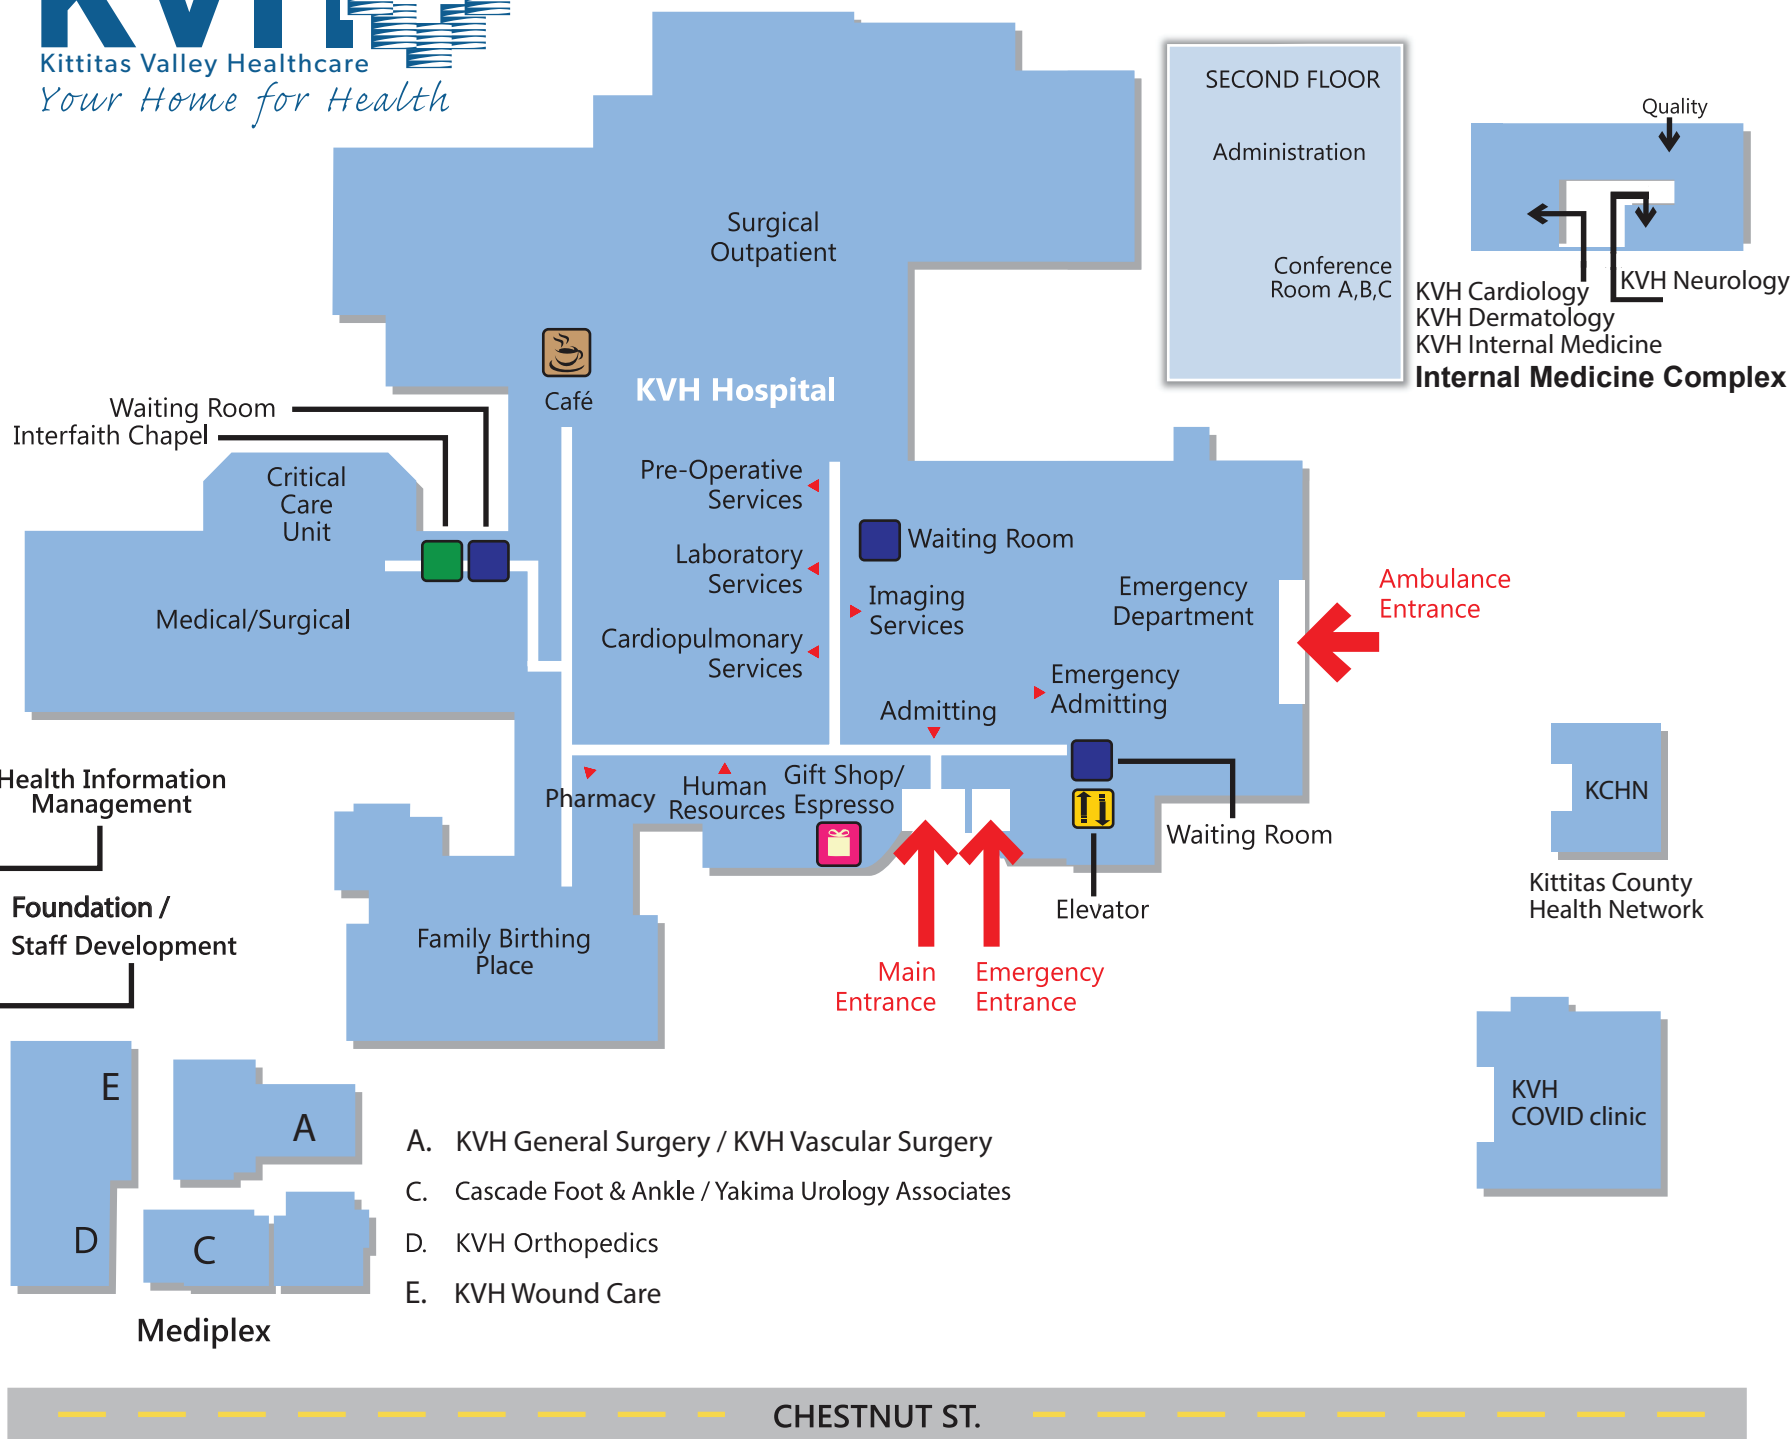 KVH
Kittitas Valley Healthcare
Your Home for Health
SECOND FLOOR
Administration
Conference
Room A,B,C
Quality
KVH Neurology
KVH Cardiology
KVH Dermatology
KVH Internal Medicine
Internal Medicine Complex
Surgical
Outpatient
Café
KVH Hospital
Waiting Room
Interfaith Chapel
Critical
Care
Unit
Medical/Surgical
Pre-Operative
Services
Laboratory
Services
Cardiopulmonary
Services
Waiting Room
Imaging
Services
Emergency
Department
Ambulance
Entrance
Emergency
Admitting
Admitting
Health Information
Management
Pharmacy
Human
Resources
Gift Shop/
Espresso
Waiting Room
Elevator
KCHN
Kittitas County
Health Network
Foundation /
Staff Development
Family Birthing
Place
Main
Entrance
Emergency
Entrance
KVH
COVID clinic
E
A
D
C
Mediplex
A. KVH General Surgery / KVH Vascular Surgery
C. Cascade Foot & Ankle / Yakima Urology Associates
D. KVH Orthopedics
E. KVH Wound Care
CHESTNUT ST.